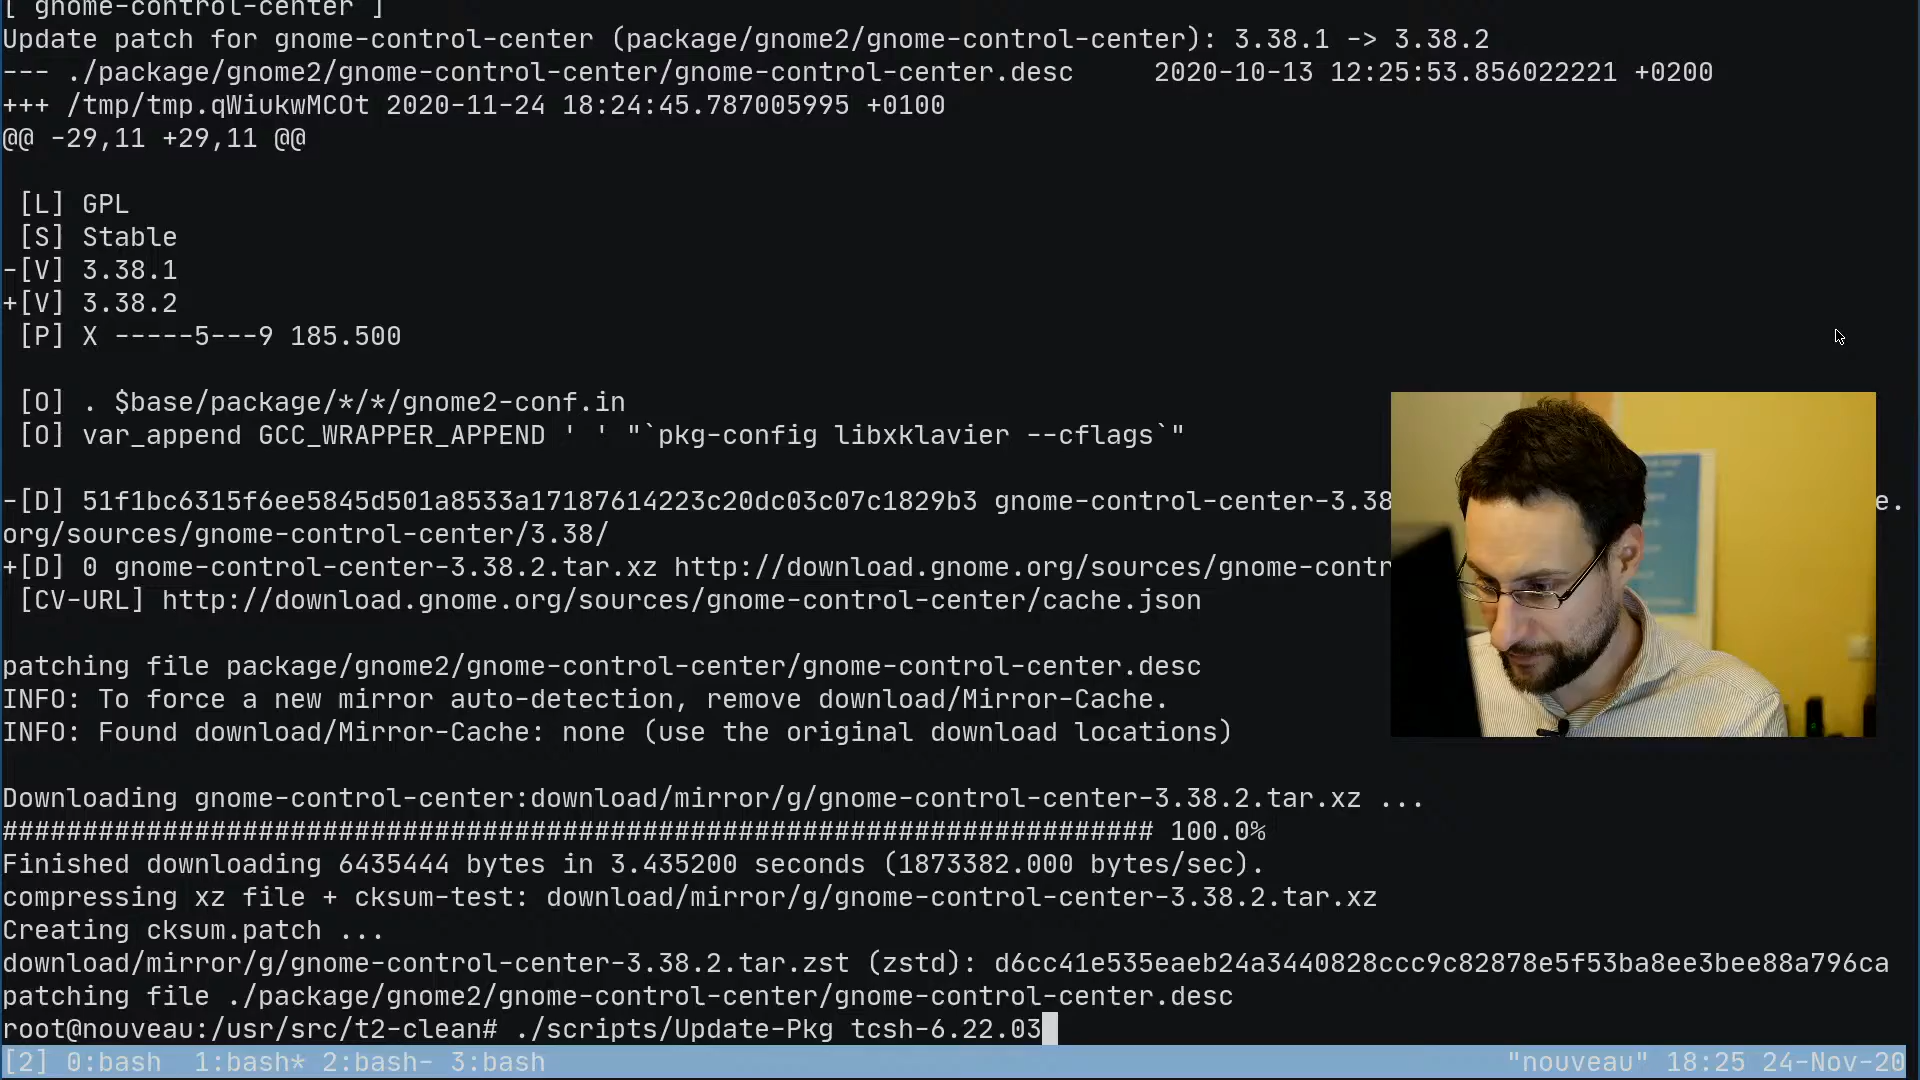 [ gnome-control-center ]
Update patch for gnome-control-center (package/gnome2/gnome-control-center): 3.38.1 -> 3.38.2
--- ./package/gnome2/gnome-control-center/gnome-control-center.desc     2020-10-13 12:25:53.856022221 +0200
+++ /tmp/tmp.qWiukwMCOt 2020-11-24 18:24:45.787005995 +0100
@@ -29,11 +29,11 @@
[L] GPL
[S] Stable
-[V] 3.38.1
+[V] 3.38.2
[P] X -----5---9 185.500
[O] . $base/package/*/*/gnome2-conf.in
[O] var_append GCC_WRAPPER_APPEND ' ' "`pkg-config libxklavier --cflags`"
-[D] 51f1bc6315f6ee5845d501a8533a17187614223c20dc03c07c1829b3 gnome-control-center-3.38 e.
org/sources/gnome-control-center/3.38/
+[D] 0 gnome-control-center-3.38.2.tar.xz http://download.gnome.org/sources/gnome-contr
[CV-URL] http://download.gnome.org/sources/gnome-control-center/cache.json
patching file package/gnome2/gnome-control-center/gnome-control-center.desc
INFO: To force a new mirror auto-detection, remove download/Mirror-Cache.
INFO: Found download/Mirror-Cache: none (use the original download locations)
Downloading gnome-control-center:download/mirror/g/gnome-control-center-3.38.2.tar.xz ...
######################################################################## 100.0%
Finished downloading 6435444 bytes in 3.435200 seconds (1873382.000 bytes/sec).
compressing xz file + cksum-test: download/mirror/g/gnome-control-center-3.38.2.tar.xz
Creating cksum.patch ...
download/mirror/g/gnome-control-center-3.38.2.tar.zst (zstd): d6cc41e535eaeb24a3440828ccc9c82878e5f53ba8ee3bee88a796ca
patching file ./package/gnome2/gnome-control-center/gnome-control-center.desc
root@nouveau:/usr/src/t2-clean# ./scripts/Update-Pkg tcsh-6.22.03
[2] 0:bash  1:bash* 2:bash- 3:bash "nouveau" 18:25 24-Nov-20